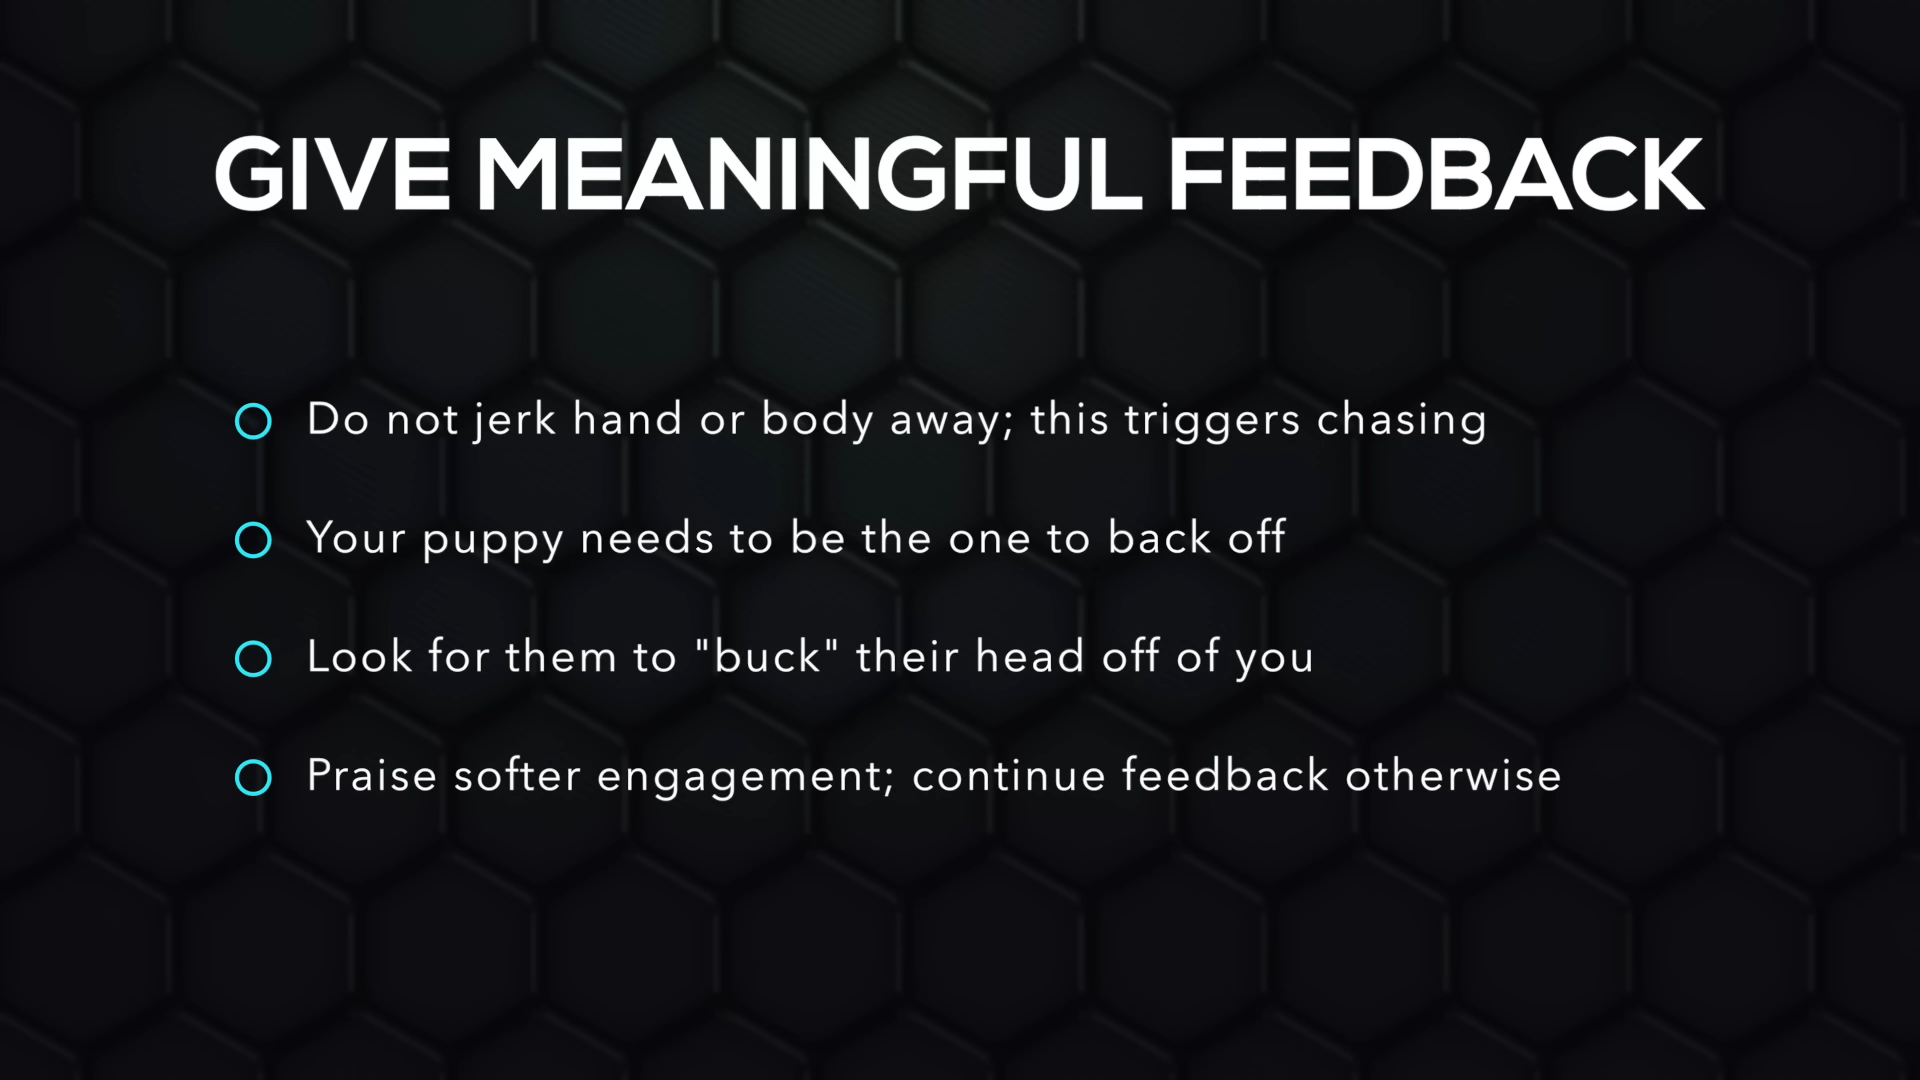 GIVE MEANINGFUL FEEDBACK
Do not jerk hand or body away; this triggers chasing
Your puppy needs to be the one to back off
Look for them to "buck" their head off of you
Praise softer engagement; continue feedback otherwise